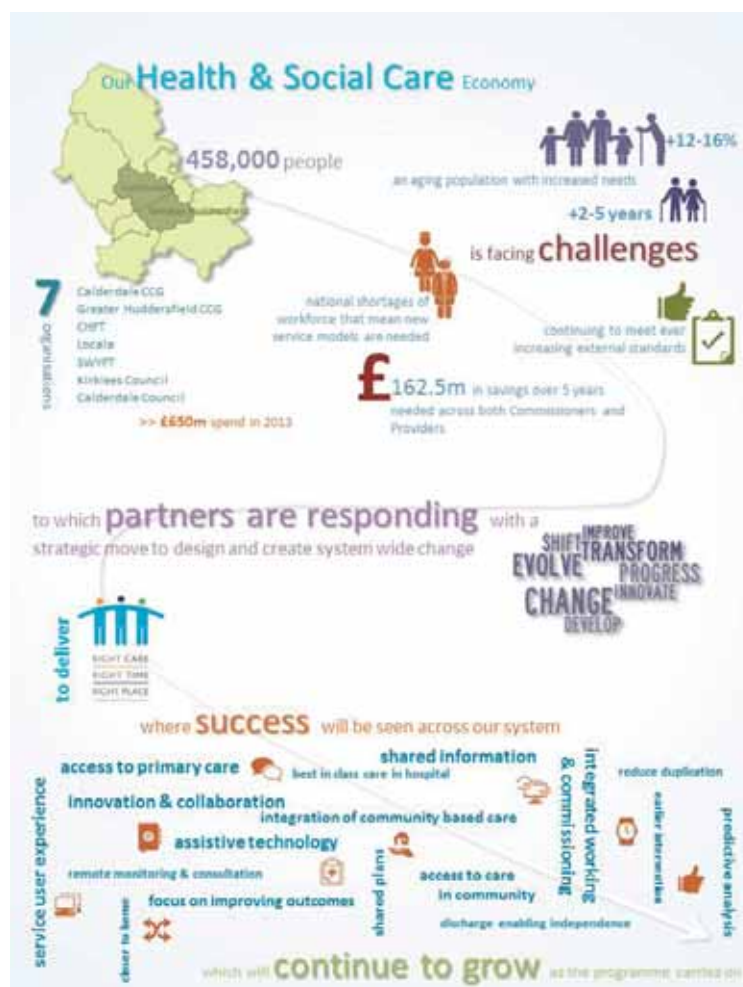 Our Health & Social Care Economy
458,000 people
+12-16%
an aging population with increased needs
+2-5 years
is facing challenges
7
organisations
Calderdale CCG
Greater Huddersfield CCG
CHFT
Locala
SWYFT
Kirklees Council
Calderdale Council
>> £650m spend in 2013
national shortages of
workforce that mean new
service models are needed
continuing to meet ever
increasing external standards
£162.5m in savings over 5 years
needed across both Commissioners and
Providers
to which partners are responding with a
strategic move to design and create system wide change
SHIFT IMPROVE
TRANSFORM
EVOLVE
PROGRESS
CHANGE INNOVATE
DEVELOP
to deliver
RIGHT CARE
RIGHT TIME
RIGHT PLACE
where success will be seen across our system
service user experience
access to primary care
best in class care in hospital
shared information
integrated working
& commissioning
reduce duplication
innovation & collaboration
integration of community based care
assistive technology
earlier intervention
predictive analysis
remote monitoring & consultation
shared plans
access to care
in community
closer to home
focus on improving outcomes
discharge enabling independence
which will continue to grow as the programme carries on